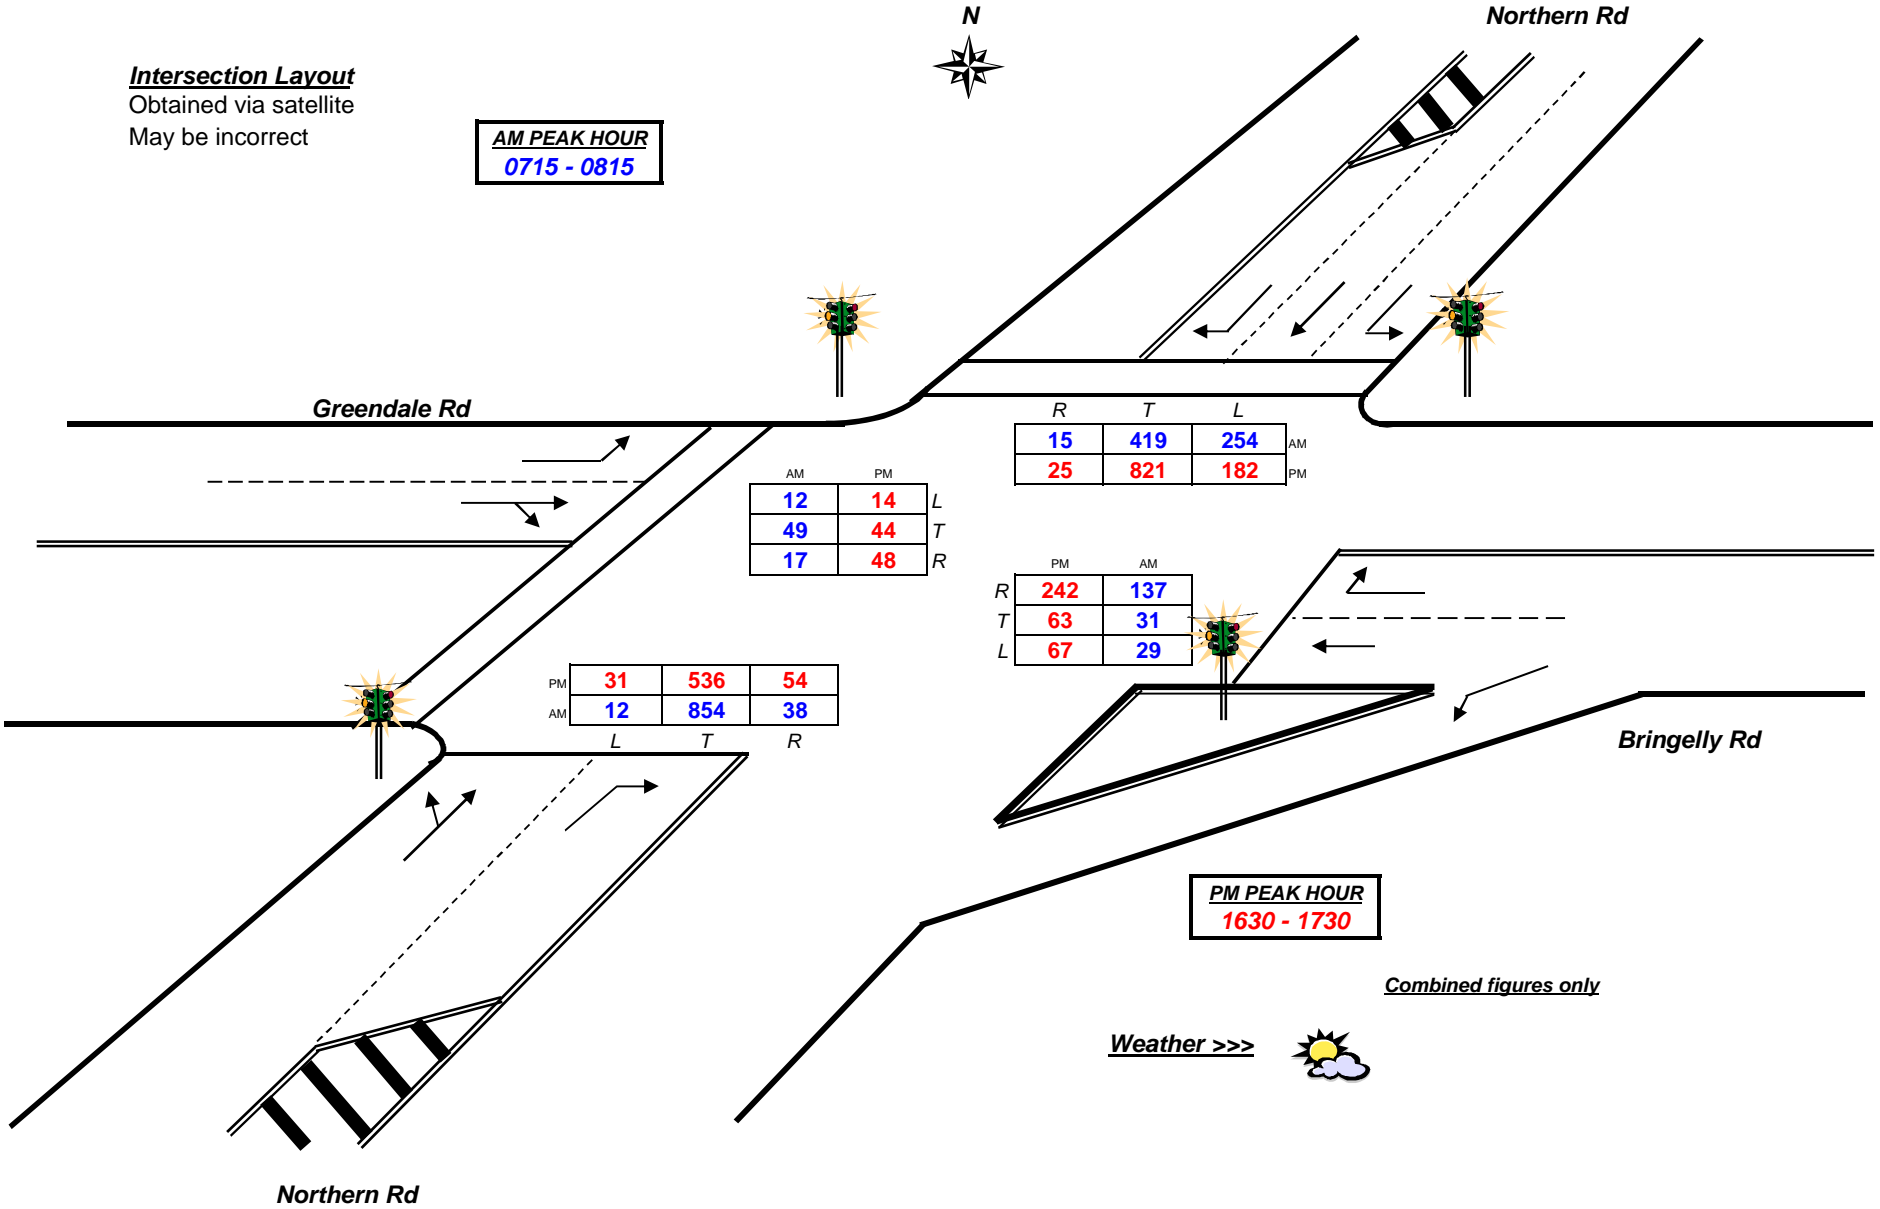 N
Northern Rd
Intersection Layout
Obtained via satellite
May be incorrect
AM PEAK HOUR
0715 - 0815
Greendale Rd
R T L
15 419 254 AM
25 821 182 PM
AM PM
12 14 L
49 44 T
17 48 R
PM AM
R 242 137
T 63 31
L 67 29
PM 31 536 54
AM 12 854 38
L T R
Bringelly Rd
PM PEAK HOUR
1630 - 1730
Combined figures only
Weather >>>
Northern Rd